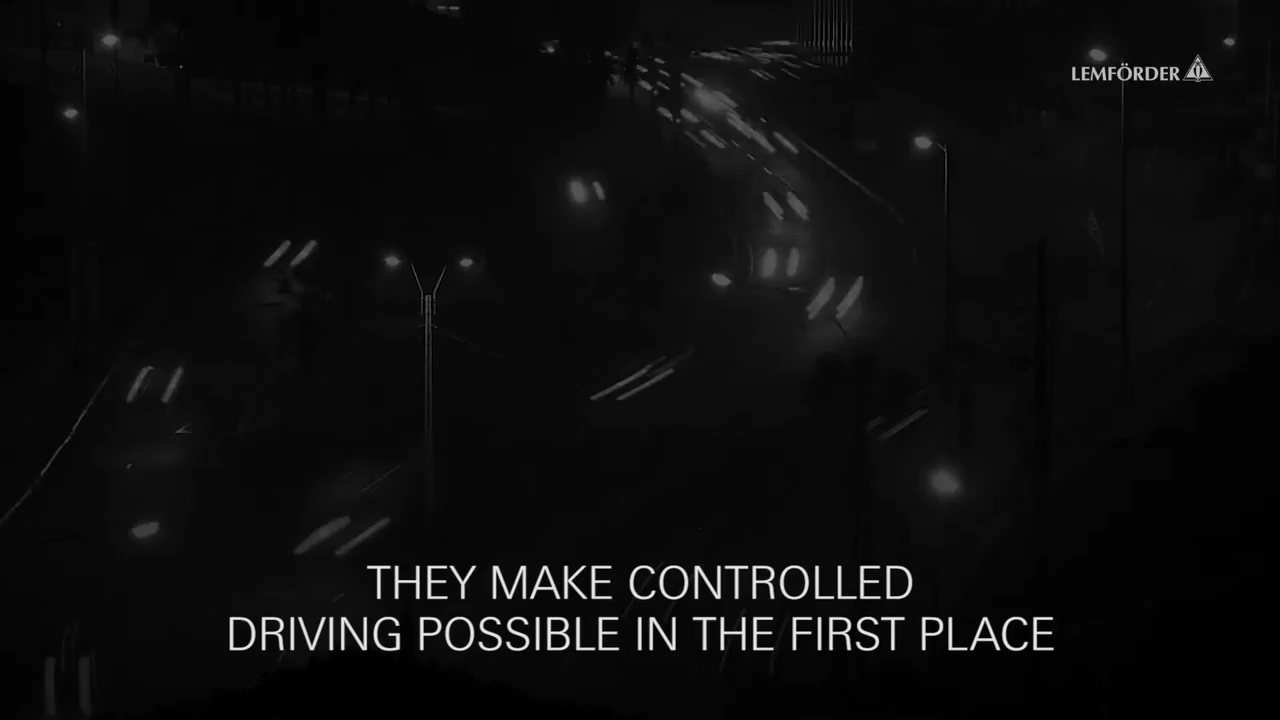 LEMFÖRDER
THEY MAKE CONTROLLED
DRIVING POSSIBLE IN THE FIRST PLACE